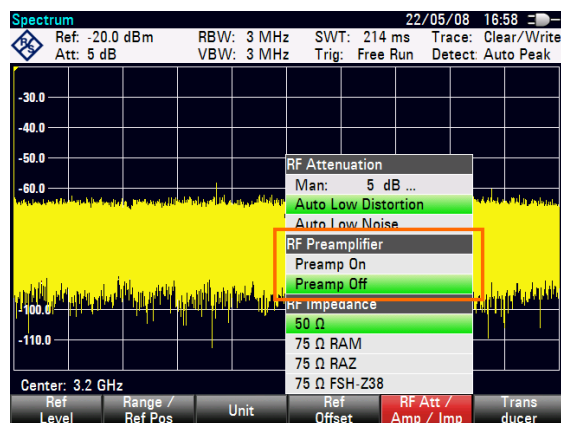 Spectrum 22/05/08 16:58
Ref: -20.0 dBm RBW: 3 MHz SWT: 214 ms Trace: Clear/Write
Att: 5 dB VBW: 3 MHz Trig: Free Run Detect: Auto Peak
R&S
-30.0
-40.0
-50.0
-60.0
-100.0
-110.0
RF Attenuation
Man: 5 dB ...
Auto Low Distortion
Auto Low Noise
RF Preamplifier
Preamp On
Preamp Off
RF Impedance
50 Ω
75 Ω RAM
75 Ω RAZ
75 Ω FSH-Z38
Center: 3.2 GHz
Ref Level
Range / Ref Pos
Unit
Ref Offset
RF Att / Amp / Imp
Trans ducer